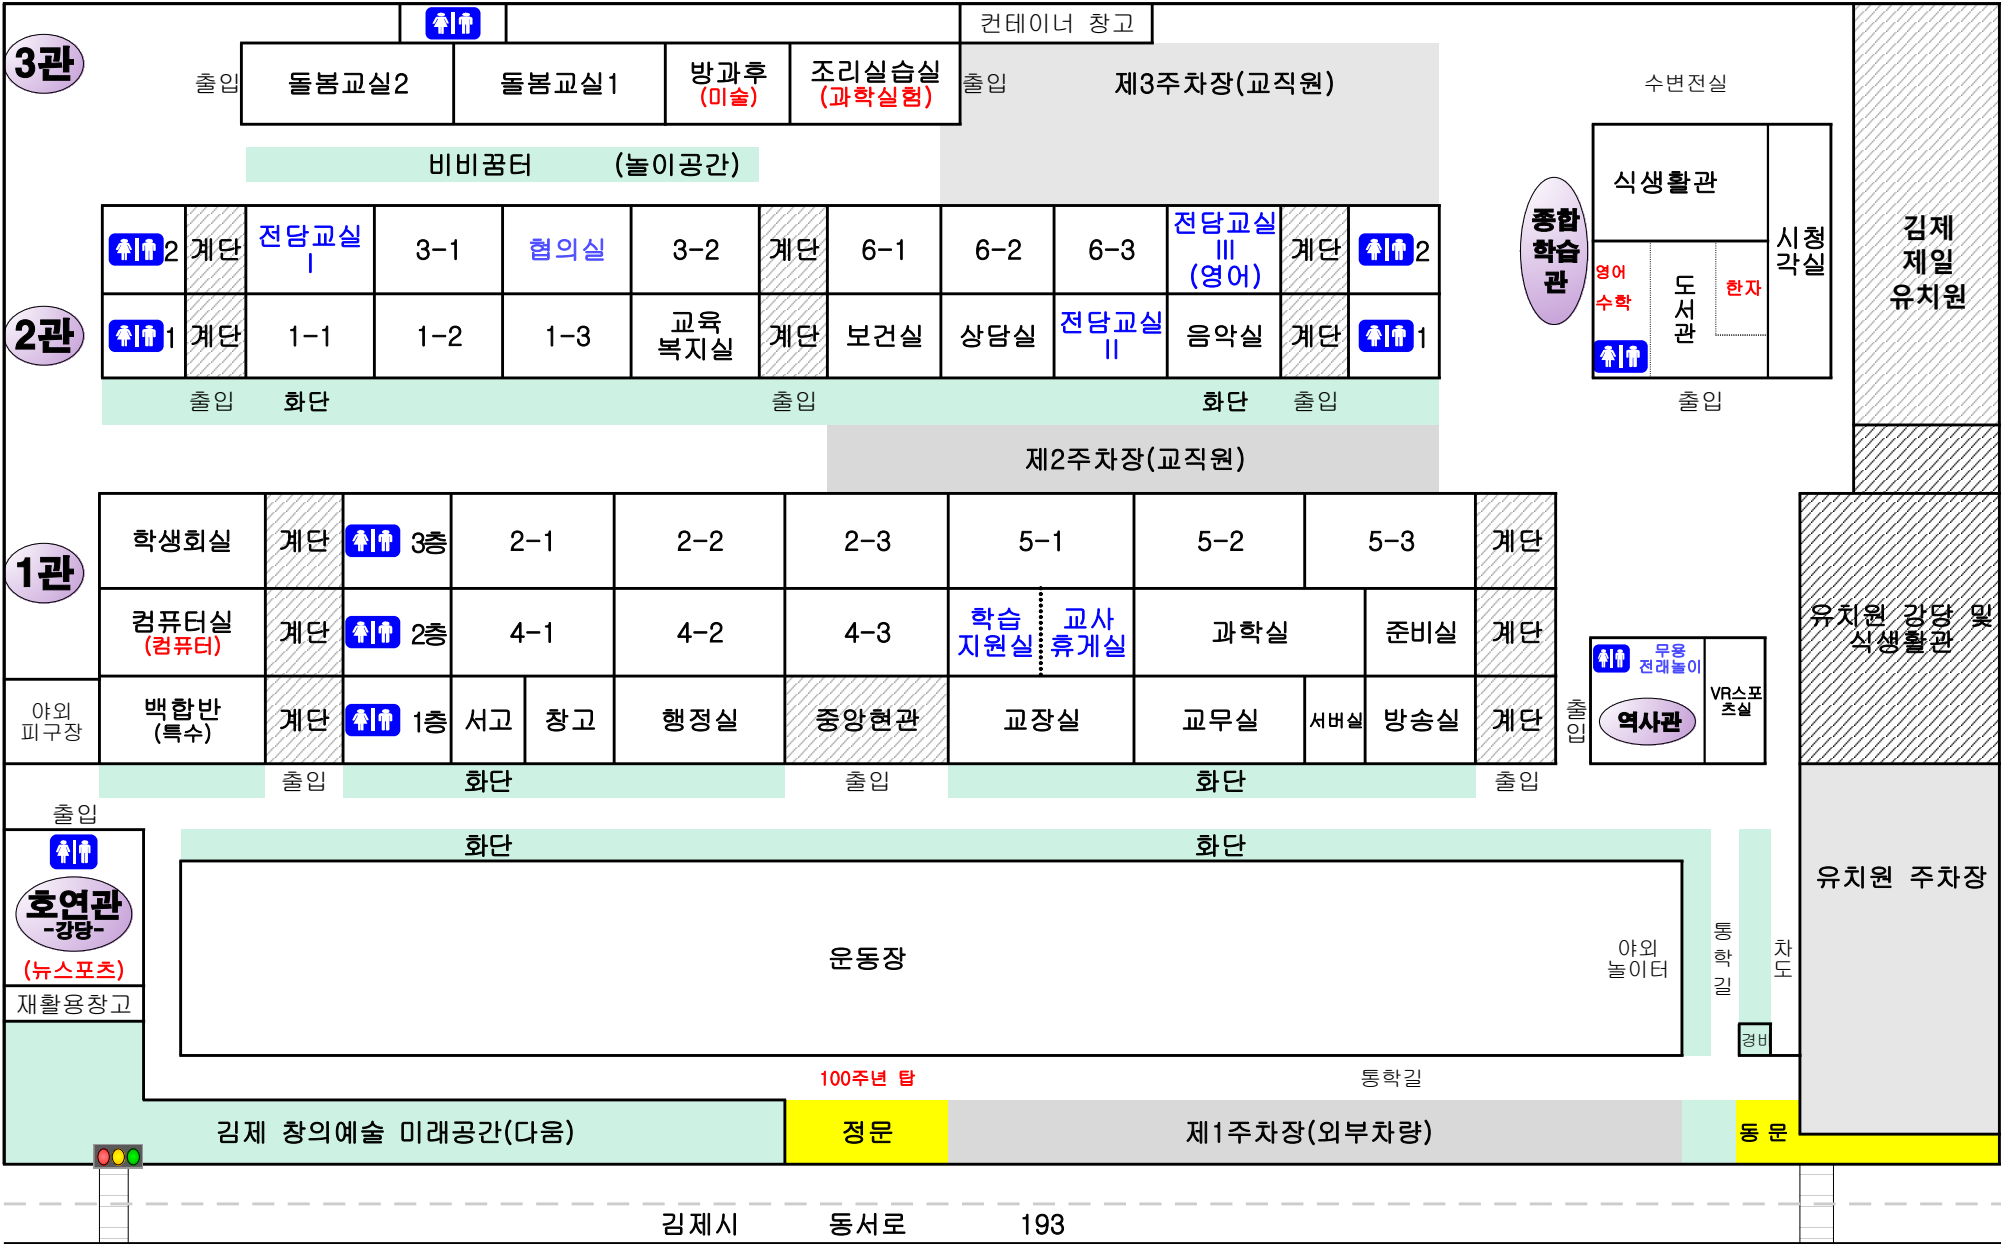 컨테이너 창고
3관
출입 돌봄교실2 돌봄교실1 방과후 (미술) 조리실습실 (과학실험) 출입 제3주차장(교직원) 수변전실
비비꿈터 (놀이공간)
식생활관
종합
학습
관
시청
각실
영어
수학
도서관
한자
출입
김제
제일
유치원
2관
2 계단 전담교실 I 3-1 협의실 3-2 계단 6-1 6-2 6-3 전담교실 III (영어) 계단 2
1 계단 1-1 1-2 1-3 교육 복지실 계단 보건실 상담실 전담교실 II 음악실 계단 1
출입 화단 출입 화단 출입
제2주차장(교직원)
1관
학생회실 계단 3층 2-1 2-2 2-3 5-1 5-2 5-3 계단
컴퓨터실 (컴퓨터) 계단 2층 4-1 4-2 4-3 학습 지원실 교사 휴게실 과학실 준비실 계단
야외 피구장 백합반 (특수) 계단 1층 서고 창고 행정실 중앙현관 교장실 교무실 서버실 방송실 계단
출입
무용
전래놀이
역사관
VR스포
츠실
유치원 강당 및
식생활관
출입 화단 출입 화단 출입
출입
화단 화단
호연관
-강당-
(뉴스포츠)
재활용창고
운동장
야외
놀이터
통학길
차도
경비
유치원 주차장
100주년 탑 통학길
김제 창의예술 미래공간(다움) 정문 제1주차장(외부차량) 동 문
김제시 동서로 193